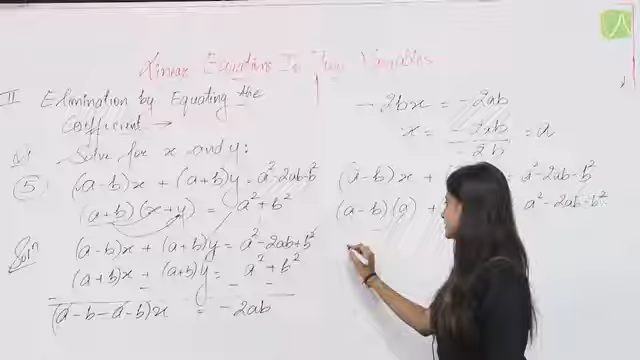 Linear Equations In Two Variables
II Elimination by Equating the
Coefficient →
Q. Solve for x and y:
⑤ (a-b)x + (a+b)y = a²-2ab-b²
(a+b)(x+y) = a²+b²
Soln (a-b)x + (a+b)y = a²-2ab+b²
(a+b)x + (a+b)y = a²+b²
- - - -
(a-b-a-b)x = -2ab
-2bx = -2ab
x = -2ab / -2b = a
(a-b)x + = a²-2ab-b²
(a-b)(a) + a²-2ab-b²